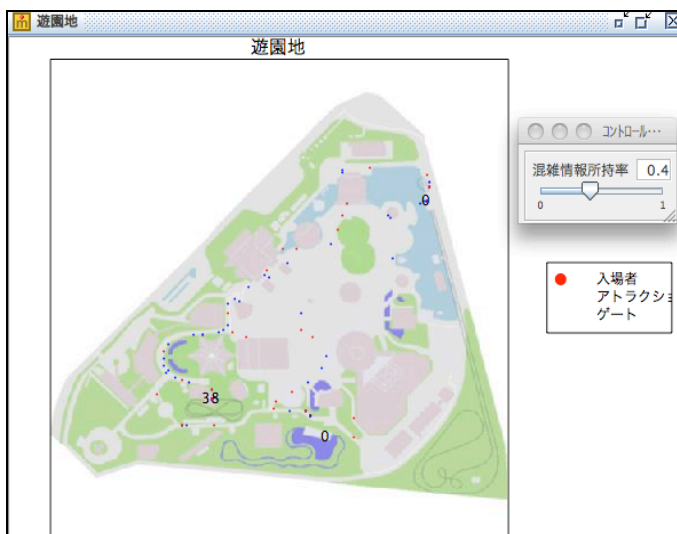 遊園地
遊園地
コントロール…
混雑情報所持率 0.4
0 1
0
38
0
入場者
アトラクショ
ゲート